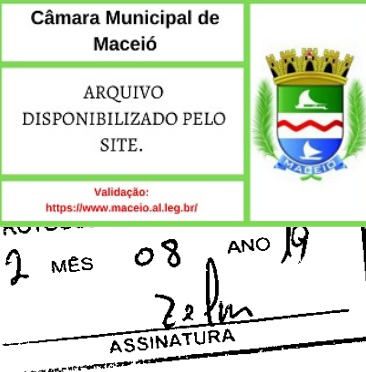 Câmara Municipal de
Maceió
ARQUIVO
DISPONIBILIZADO PELO
SITE.
Validação:
https://www.maceio.al.leg.br/
MACEIÓ
2 MÊS 08 ANO 19
ASSINATURA